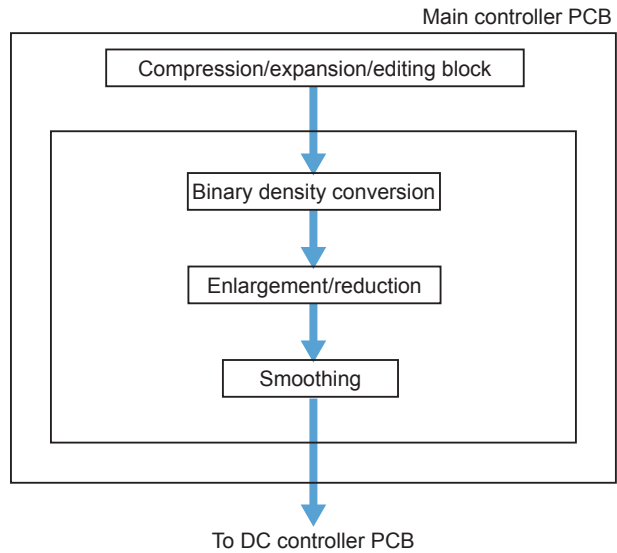 Main controller PCB
Compression/expansion/editing block
Binary density conversion
Enlargement/reduction
Smoothing
To DC controller PCB